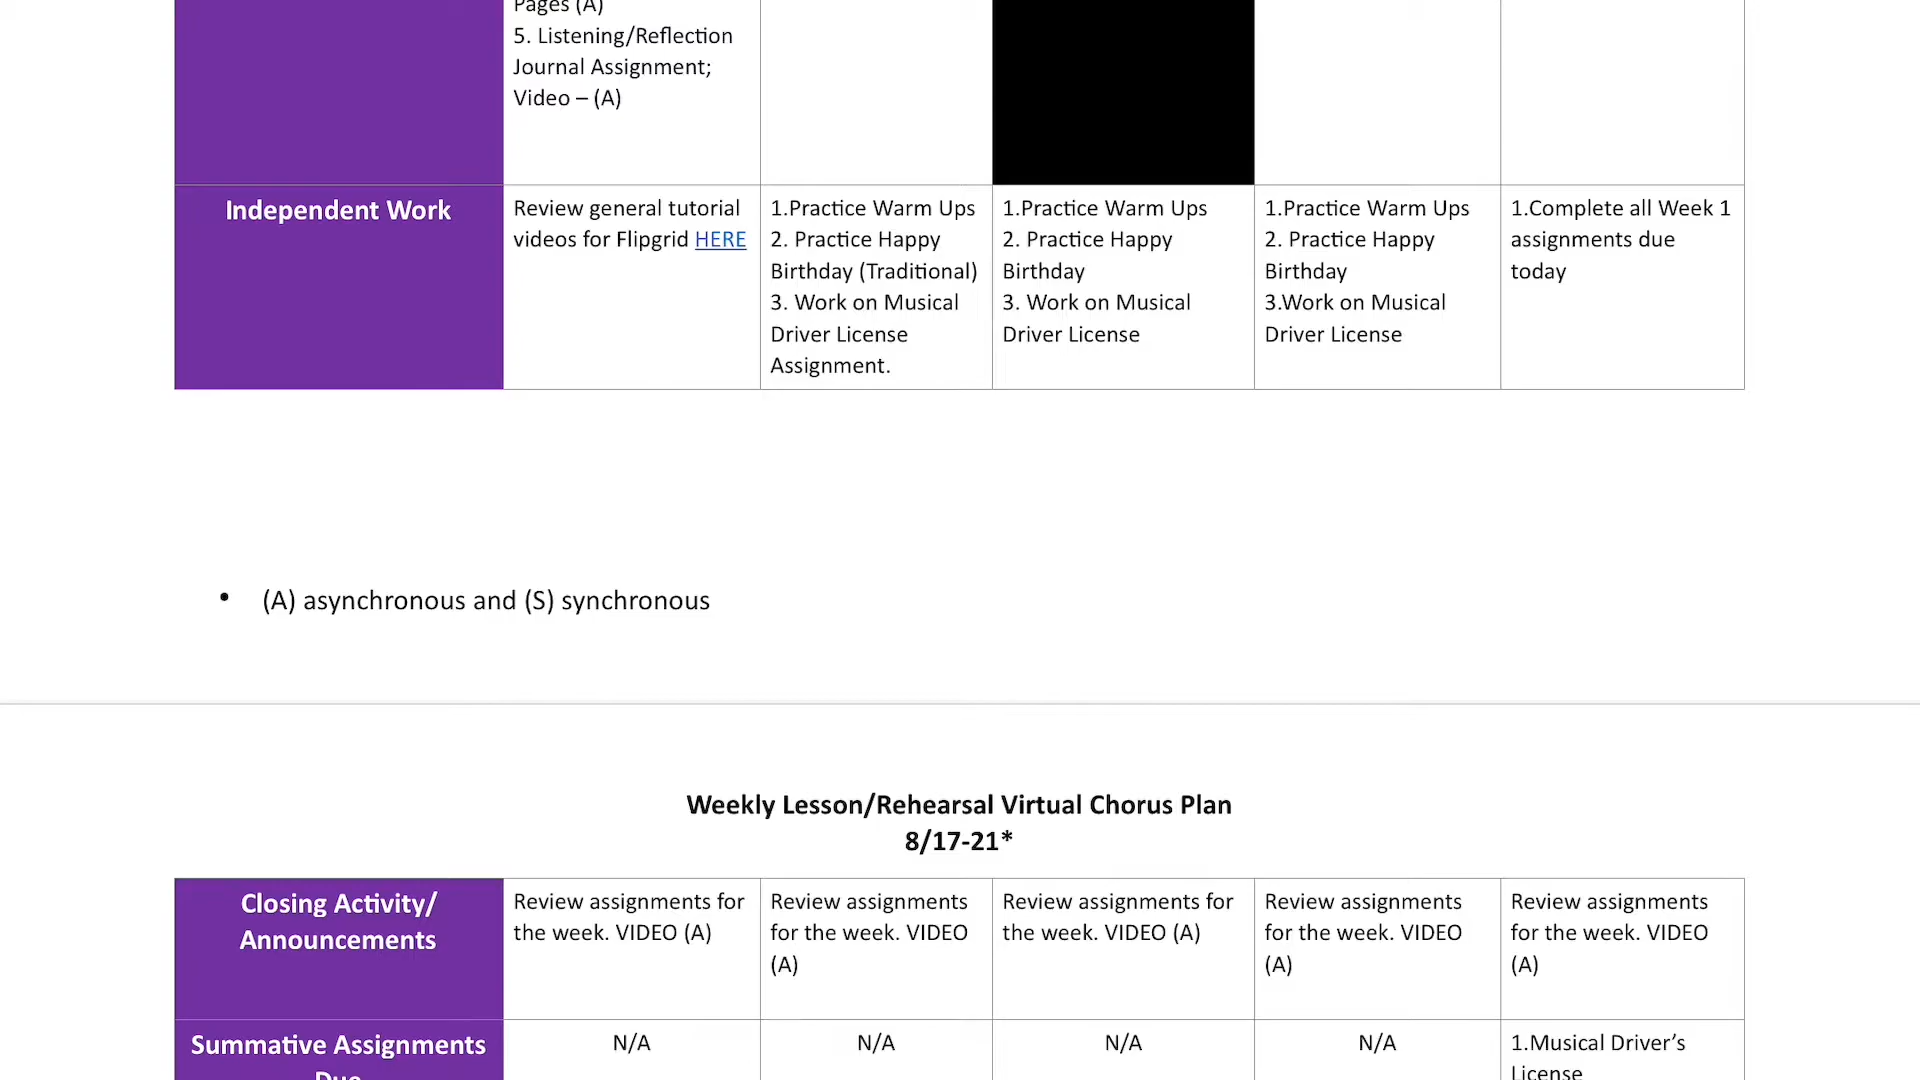 Pages (A)
5. Listening/Reflection
Journal Assignment;
Video – (A)
Independent Work
Review general tutorial
videos for Flipgrid HERE
1.Practice Warm Ups
2. Practice Happy
Birthday (Traditional)
3. Work on Musical
Driver License
Assignment.
1.Practice Warm Ups
2. Practice Happy
Birthday
3. Work on Musical
Driver License
1.Practice Warm Ups
2. Practice Happy
Birthday
3.Work on Musical
Driver License
1.Complete all Week 1
assignments due
today
• (A) asynchronous and (S) synchronous
Weekly Lesson/Rehearsal Virtual Chorus Plan
8/17-21*
Closing Activity/
Announcements
Review assignments for
the week. VIDEO (A)
Review assignments
for the week. VIDEO
(A)
Review assignments for
the week. VIDEO (A)
Review assignments
for the week. VIDEO
(A)
Review assignments
for the week. VIDEO
(A)
Summative Assignments
Due
N/A
N/A
N/A
N/A
1.Musical Driver’s
License